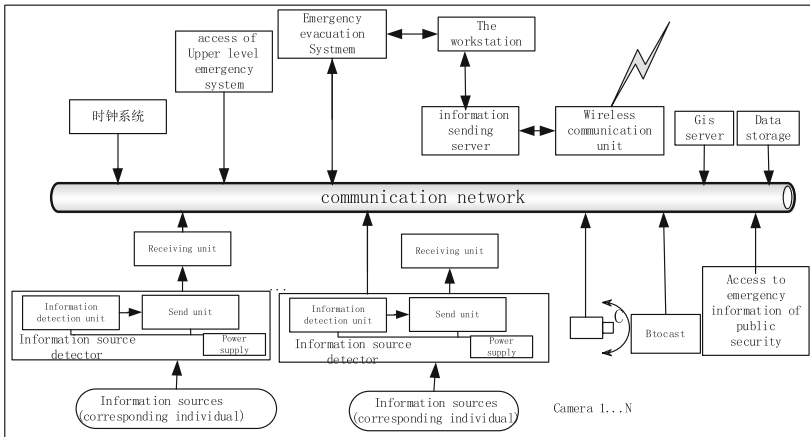 access of
Upper level
emergency
system
Emergency
evacuation
Systmem
The
workstation
时钟系统
information
sending
server
Wireless
communication
unit
Gis
server
Data
storage
communication network
Receiving unit
Receiving unit
...
Information
detection unit
Send unit
Information source
detector
Power
supply
Information
detection unit
Send unit
Information source
detector
Power
supply
C
Btocast
Access to
emergency
information of
public
security
Information sources
(corresponding individual)
Information sources
(corresponding individual)
Camera 1...N